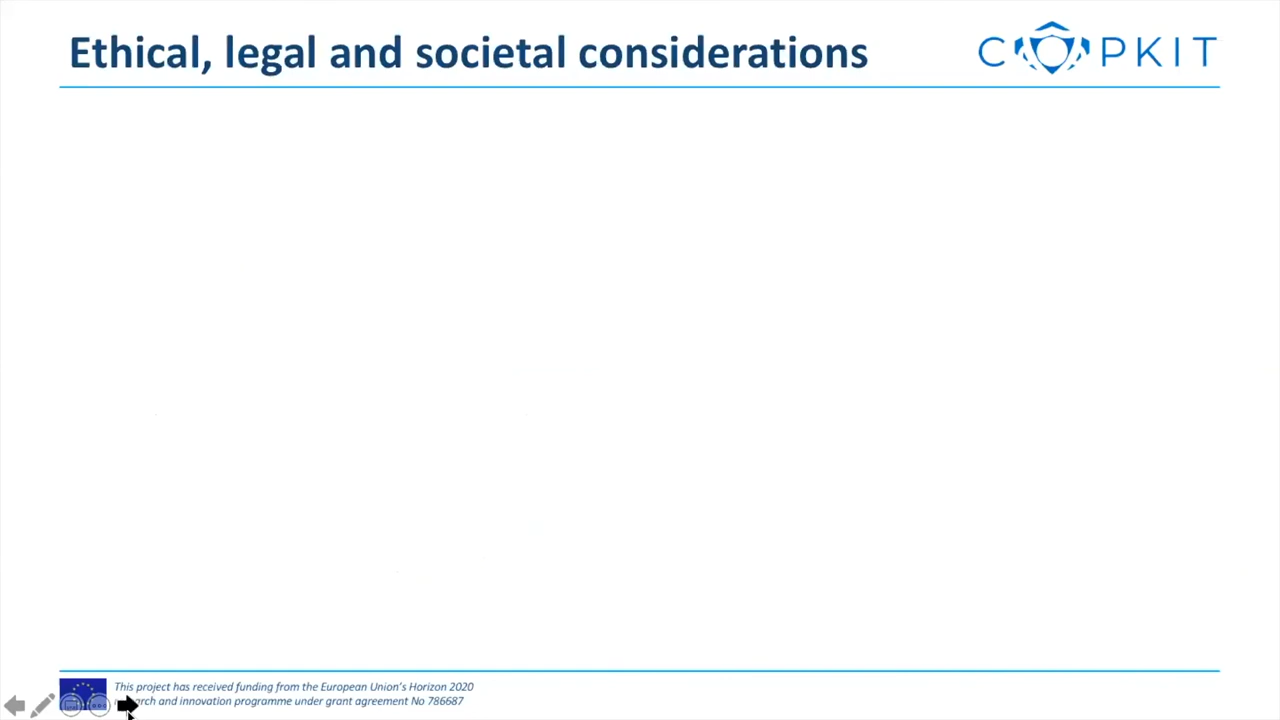 Ethical, legal and societal considerations
C PKIT
This project has received funding from the European Union's Horizon 2020
and innovation programme under grant agreement No 786687